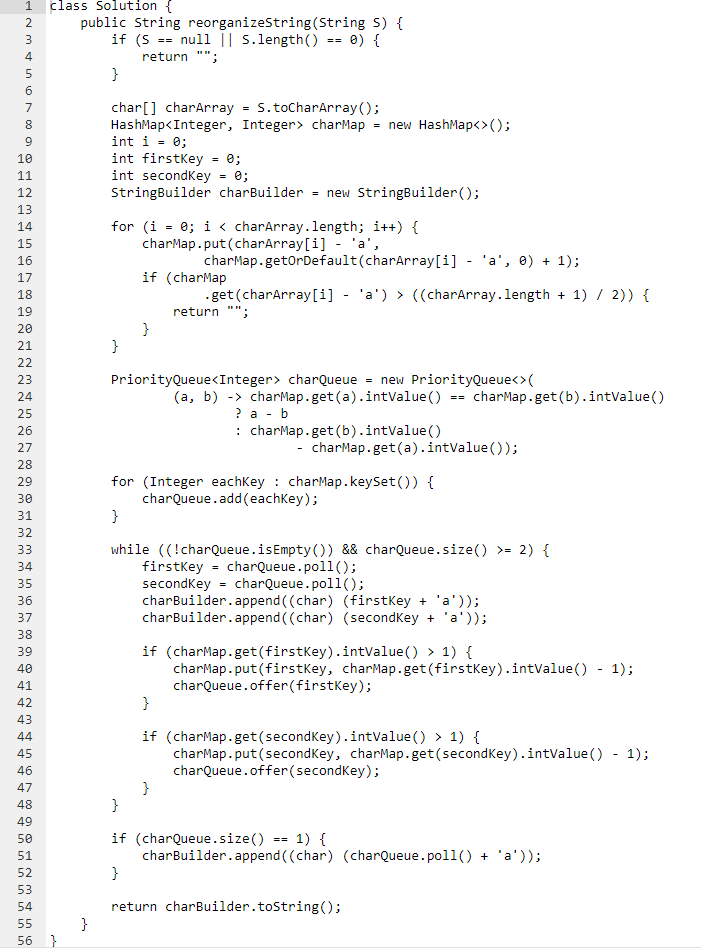 1 class Solution {
2     public String reorganizeString(String S) {
3         if (S == null || S.length() == 0) {
4             return "";
5         }
6
7         char[] charArray = S.toCharArray();
8         HashMap<Integer, Integer> charMap = new HashMap<>();
9         int i = 0;
10         int firstKey = 0;
11         int secondKey = 0;
12         StringBuilder charBuilder = new StringBuilder();
13
14         for (i = 0; i < charArray.length; i++) {
15             charMap.put(charArray[i] - 'a',
16                     charMap.getOrDefault(charArray[i] - 'a', 0) + 1);
17             if (charMap
18                     .get(charArray[i] - 'a') > ((charArray.length + 1) / 2)) {
19                 return "";
20             }
21         }
22
23         PriorityQueue<Integer> charQueue = new PriorityQueue<>(
24                 (a, b) -> charMap.get(a).intValue() == charMap.get(b).intValue()
25                         ? a - b
26                         : charMap.get(b).intValue()
27                                 - charMap.get(a).intValue());
28
29         for (Integer eachKey : charMap.keySet()) {
30             charQueue.add(eachKey);
31         }
32
33         while ((!charQueue.isEmpty()) && charQueue.size() >= 2) {
34             firstKey = charQueue.poll();
35             secondKey = charQueue.poll();
36             charBuilder.append((char) (firstKey + 'a'));
37             charBuilder.append((char) (secondKey + 'a'));
38
39             if (charMap.get(firstKey).intValue() > 1) {
40                 charMap.put(firstKey, charMap.get(firstKey).intValue() - 1);
41                 charQueue.offer(firstKey);
42             }
43
44             if (charMap.get(secondKey).intValue() > 1) {
45                 charMap.put(secondKey, charMap.get(secondKey).intValue() - 1);
46                 charQueue.offer(secondKey);
47             }
48         }
49
50         if (charQueue.size() == 1) {
51             charBuilder.append((char) (charQueue.poll() + 'a'));
52         }
53
54         return charBuilder.toString();
55     }
56 }